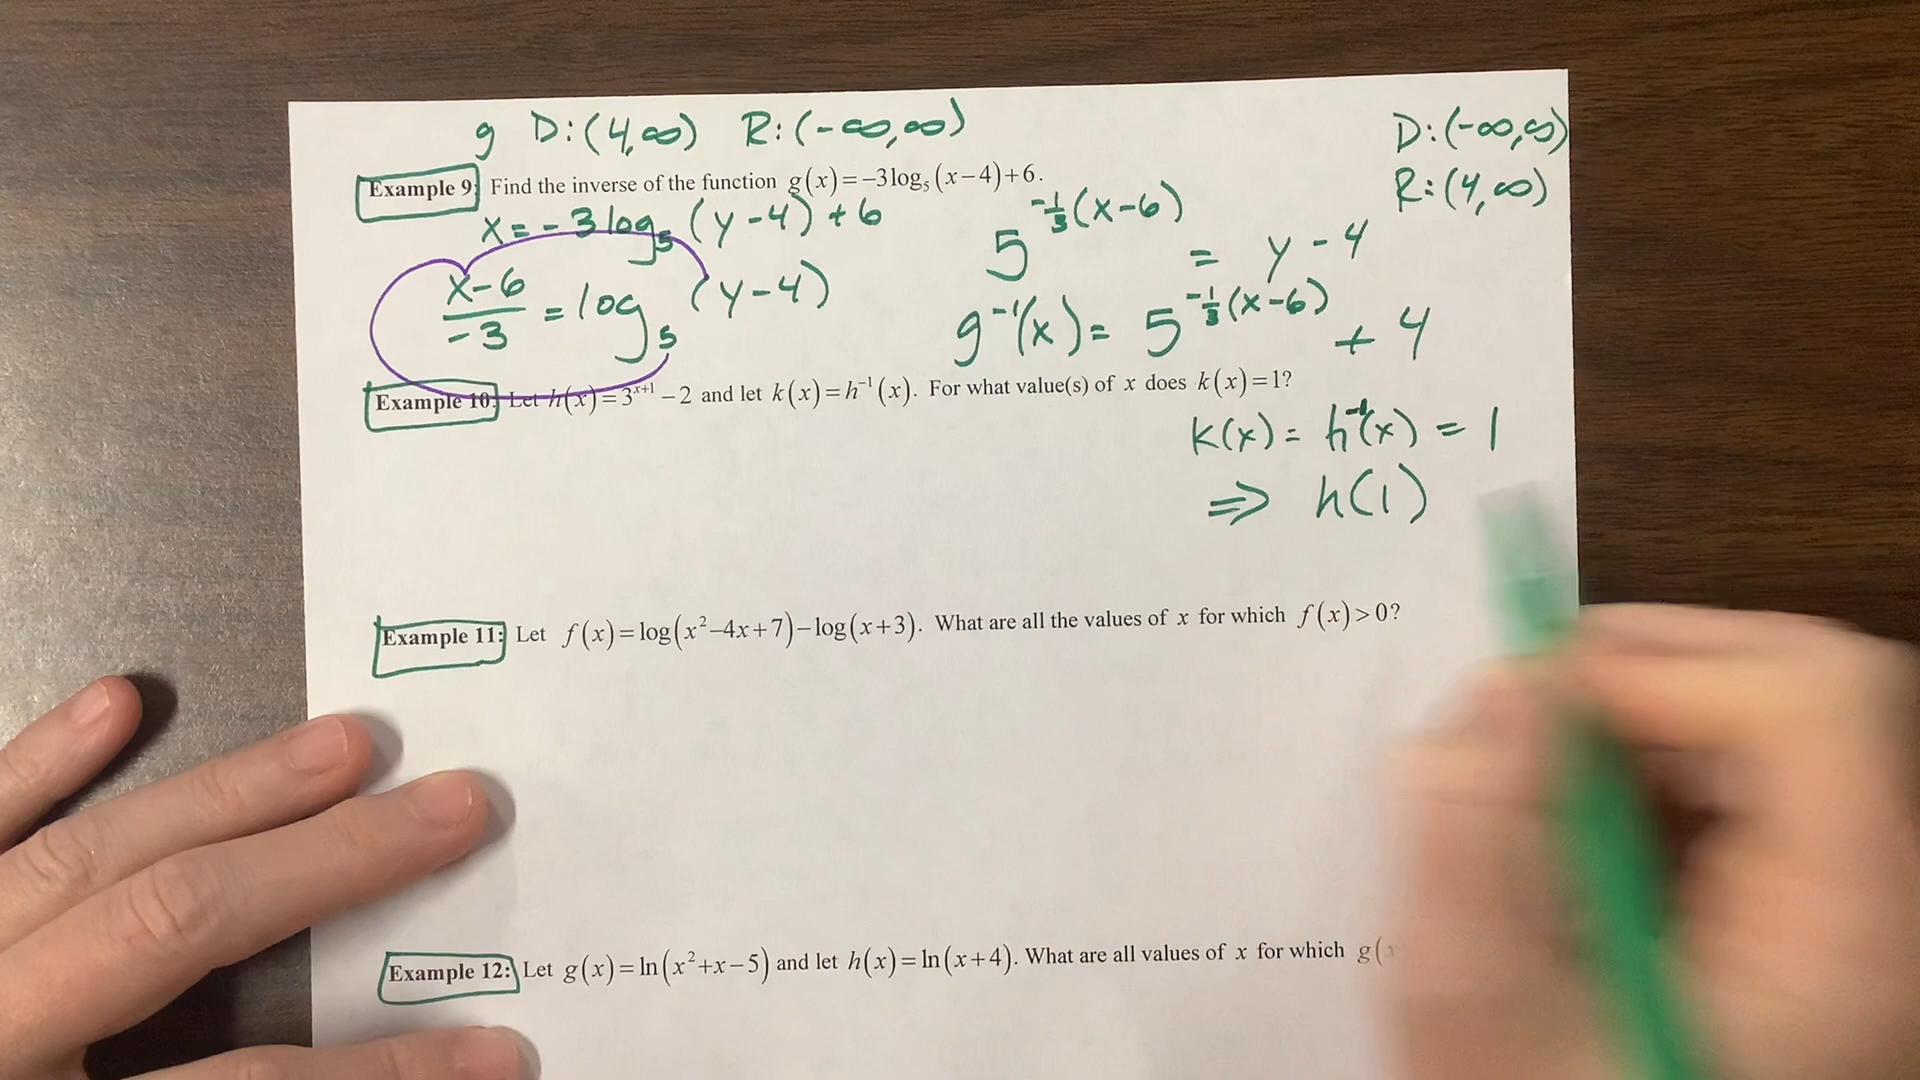 g D:(4,∞) R:(-∞,∞)
D:(-∞,∞)
R:(4,∞)
Example 9: Find the inverse of the function g(x)=−3log₅(x−4)+6.
x=-3log₅(y-4)+6
(x-6)/(-3) = log₅(y-4)
5^(-1/3(x-6)) = y-4
g⁻¹(x)= 5^(-1/3(x-6)) + 4
Example 10: Let h(x)=3^(x+1)−2 and let k(x)=h⁻¹(x). For what value(s) of x does k(x)=1?
k(x)= h⁻¹(x) = 1
⇒ h(1)
Example 11: Let f(x)=log(x²−4x+7)−log(x+3). What are all the values of x for which f(x)>0?
Example 12: Let g(x)=ln(x²+x−5) and let h(x)=ln(x+4). What are all values of x for which g(